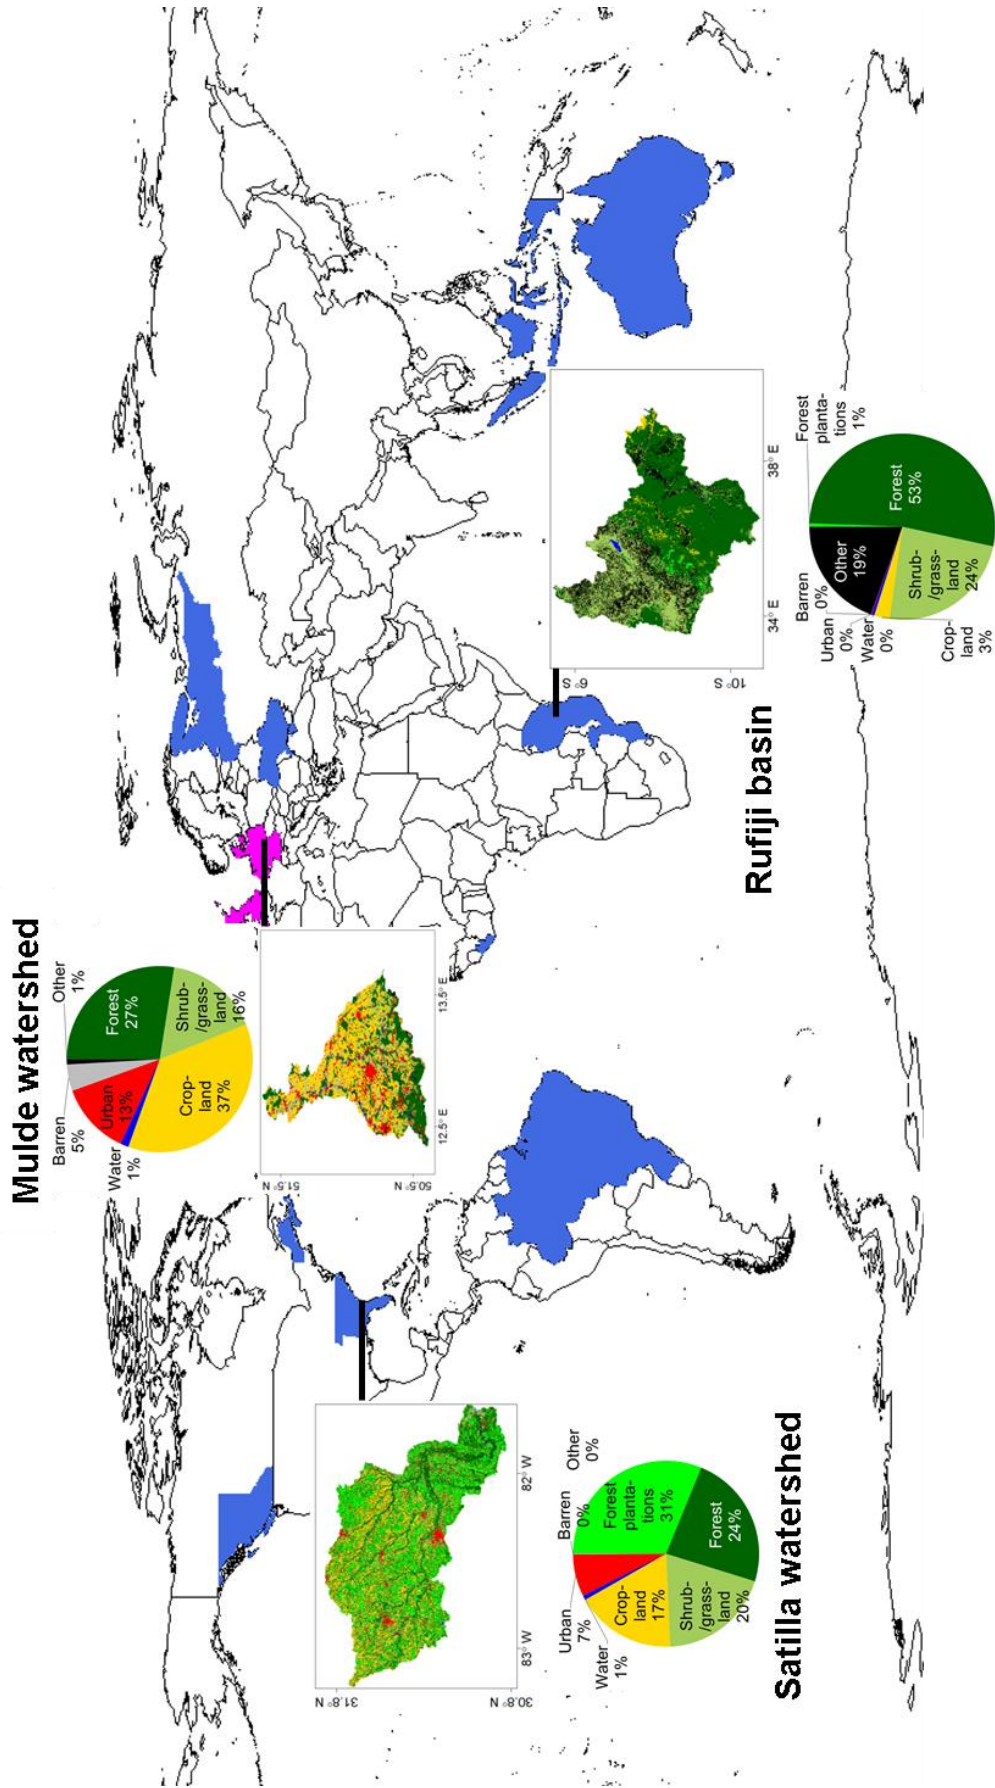 Mulde watershed
Other
1%
Barren
5%
Forest
27%
Urban
13%
Water
1%
Shrub-
/grass-
land
16%
Crop-
land
37%
51.5° N
50.5° N
12.5° E
13.5° E
Satilla watershed
31.8° N
30.8° N
83° W
82° W
Other
0%
Barren
0%
Urban
7%
Water
1%
Forest
planta-
tions
31%
Crop-
land
17%
Forest
24%
Shrub-
/grass-
land
20%
Rufiji basin
6° S
10° S
34° E
38° E
Forest
planta-
tions
1%
Barren
0%
Urban
0%
Water
0%
Other
19%
Forest
53%
Crop-
land
3%
Shrub-
/grass-
land
24%